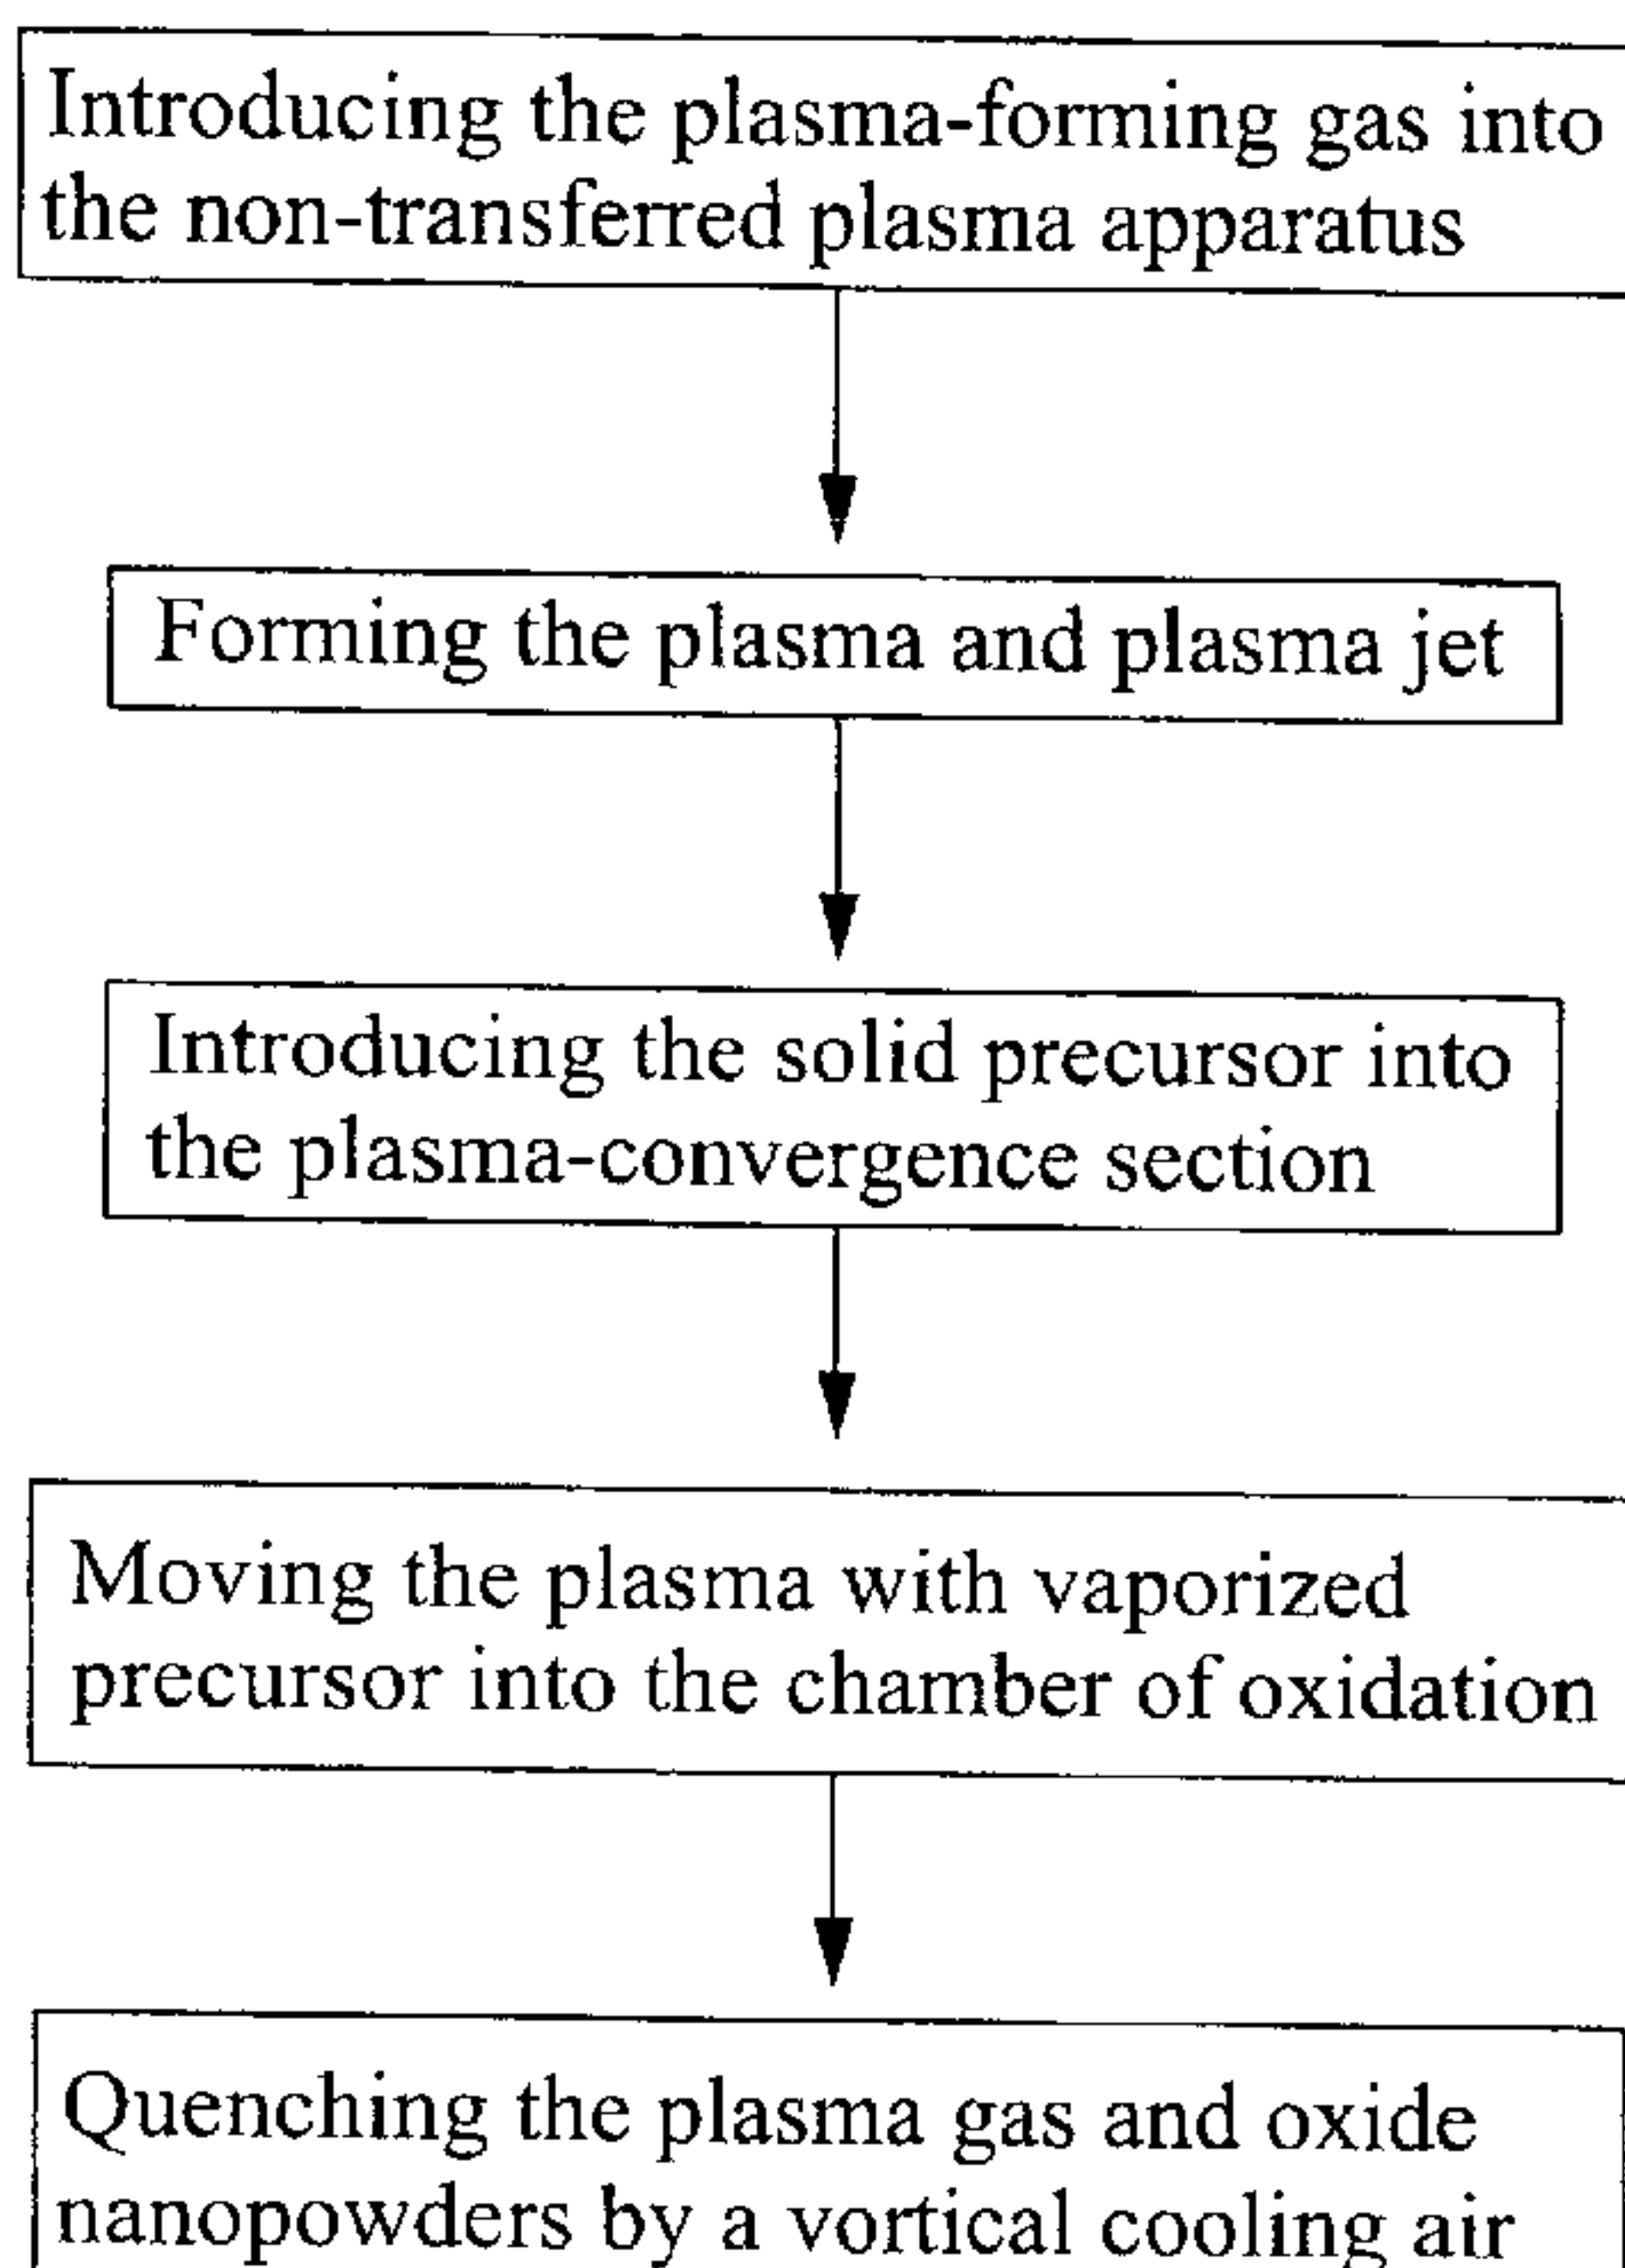 Introducing the plasma-forming gas into
the non-transferred plasma apparatus
Forming the plasma and plasma jet
Introducing the solid precursor into
the plasma-convergence section
Moving the plasma with vaporized
precursor into the chamber of oxidation
Quenching the plasma gas and oxide
nanopowders by a vortical cooling air